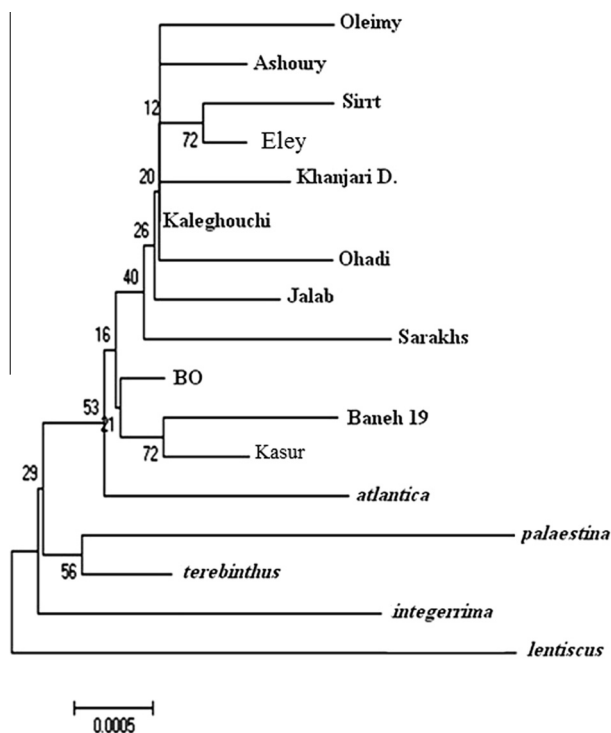 Oleimy
Ashoury
12
Sirrt
72
Eley
20
Khanjari D.
Kaleghouchi
26
Ohadi
40
Jalab
16
Sarakhs
BO
53
21
Baneh 19
72
Kasur
29
atlantica
palaestina
56
terebinthus
integerrima
lentiscus
0.0005